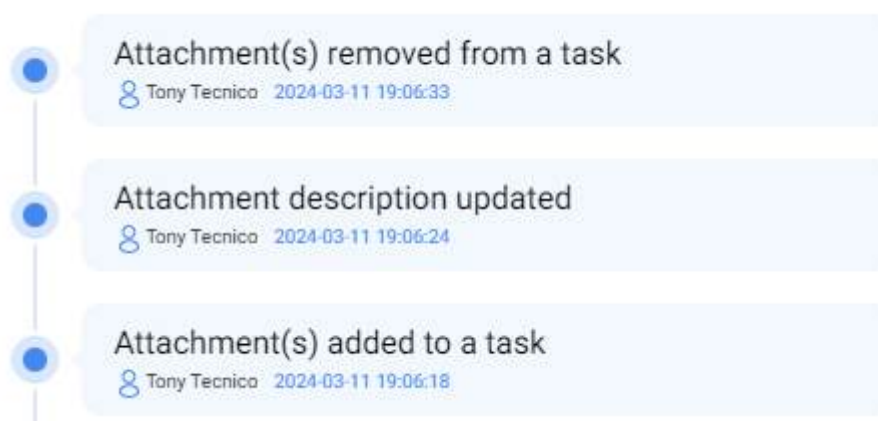 Attachment(s) removed from a task
Tony Tecnico 2024-03-11 19:06:33
Attachment description updated
Tony Tecnico 2024-03-11 19:06:24
Attachment(s) added to a task
Tony Tecnico 2024-03-11 19:06:18